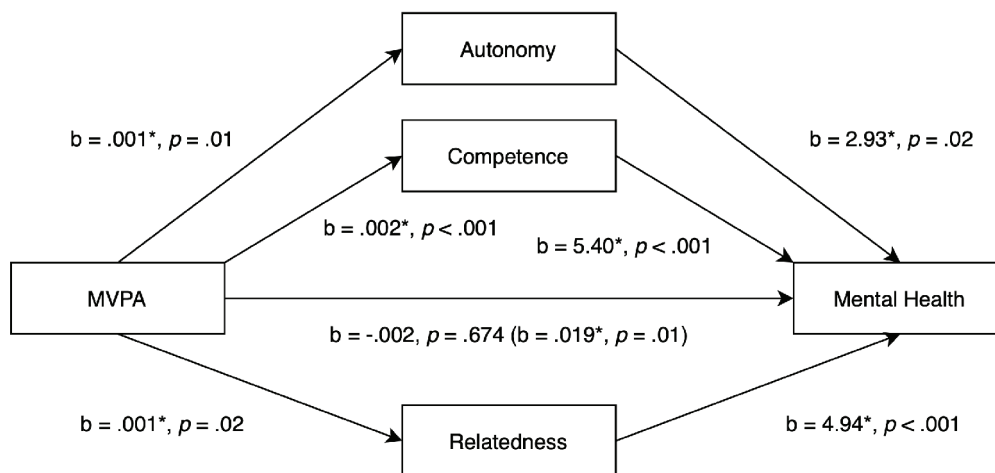 Autonomy
b = .001*, p = .01
b = 2.93*, p = .02
Competence
b = .002*, p < .001
b = 5.40*, p < .001
MVPA
Mental Health
b = -.002, p = .674 (b = .019*, p = .01)
b = .001*, p = .02
Relatedness
b = 4.94*, p < .001